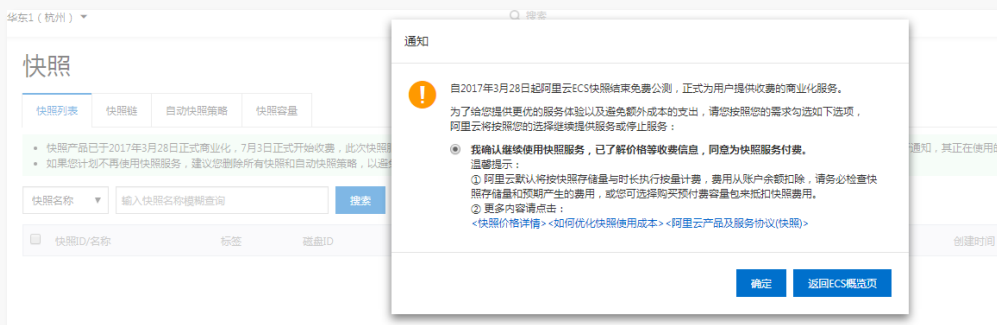 华东1（杭州）
搜索
快照
快照列表 快照链 自动快照策略 快照容量
快照产品已于2017年3月28日正式商业化，7月3日正式开始收费，此次快照
通知，其正在使用的
如果您计划不再使用快照服务，建议您删除所有快照和自动快照策略，以避
快照名称 输入快照名称模糊查询 搜索
快照ID/名称 标签 磁盘ID 创建时间
通知
自2017年3月28日起阿里云ECS快照结束免费公测，正式为用户提供收费的商业化服务。
为了给您提供更优的服务体验以及避免额外成本的支出，请您按照您的需求勾选如下选项，
阿里云将按照您的选择继续提供服务或停止服务：
我确认继续使用快照服务，已了解价格等收费信息，同意为快照服务付费。
温馨提示：
① 阿里云默认将按快照存储量与时长执行按量计费，费用从账户余额扣除，请务必检查快
照存储量和预期产生的费用，或您可选择购买预付费容量包来抵扣快照费用。
② 更多内容请点击：
<快照价格详情><如何优化快照使用成本><阿里云产品及服务协议(快照)>
确定 返回ECS概览页